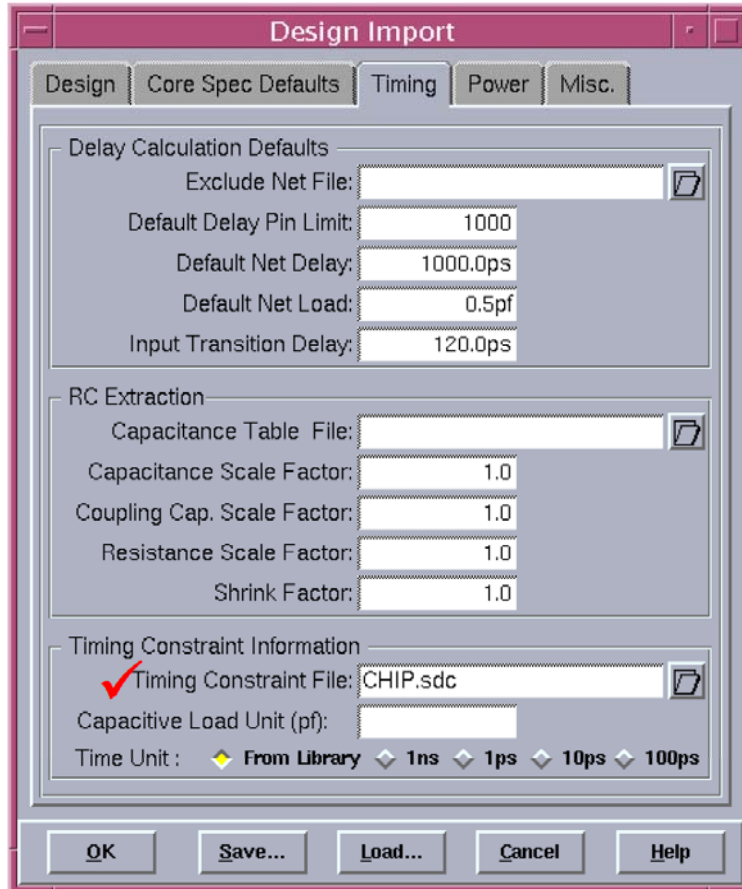 Design Import
Design Core Spec Defaults Timing Power Misc.
Delay Calculation Defaults
Exclude Net File:
Default Delay Pin Limit: 1000
Default Net Delay: 1000.0ps
Default Net Load: 0.5pf
Input Transition Delay: 120.0ps
RC Extraction
Capacitance Table File:
Capacitance Scale Factor: 1.0
Coupling Cap. Scale Factor: 1.0
Resistance Scale Factor: 1.0
Shrink Factor: 1.0
Timing Constraint Information
Timing Constraint File: CHIP.sdc
Capacitive Load Unit (pf):
Time Unit : From Library 1ns 1ps 10ps 100ps
OK Save... Load... Cancel Help